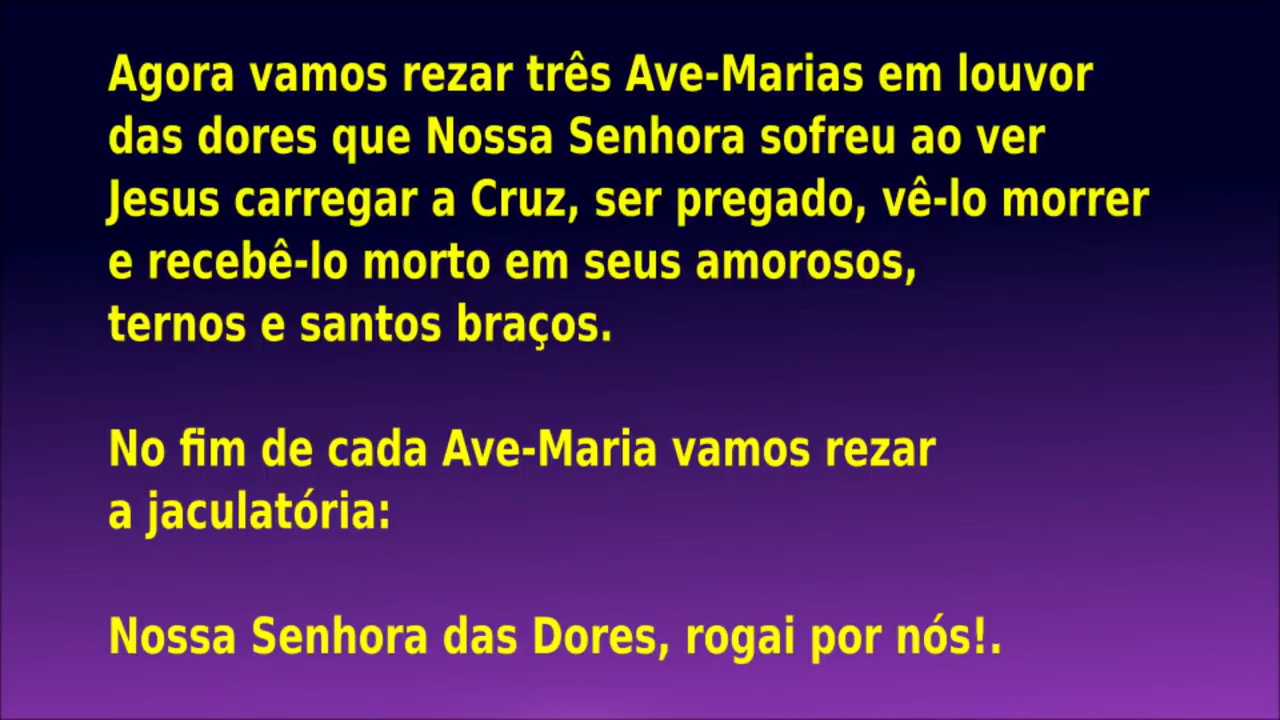 Agora vamos rezar três Ave-Marias em louvor
das dores que Nossa Senhora sofreu ao ver
Jesus carregar a Cruz, ser pregado, vê-lo morrer
e recebê-lo morto em seus amorosos,
ternos e santos braços.
No fim de cada Ave-Maria vamos rezar
a jaculatória:
Nossa Senhora das Dores, rogai por nós!.